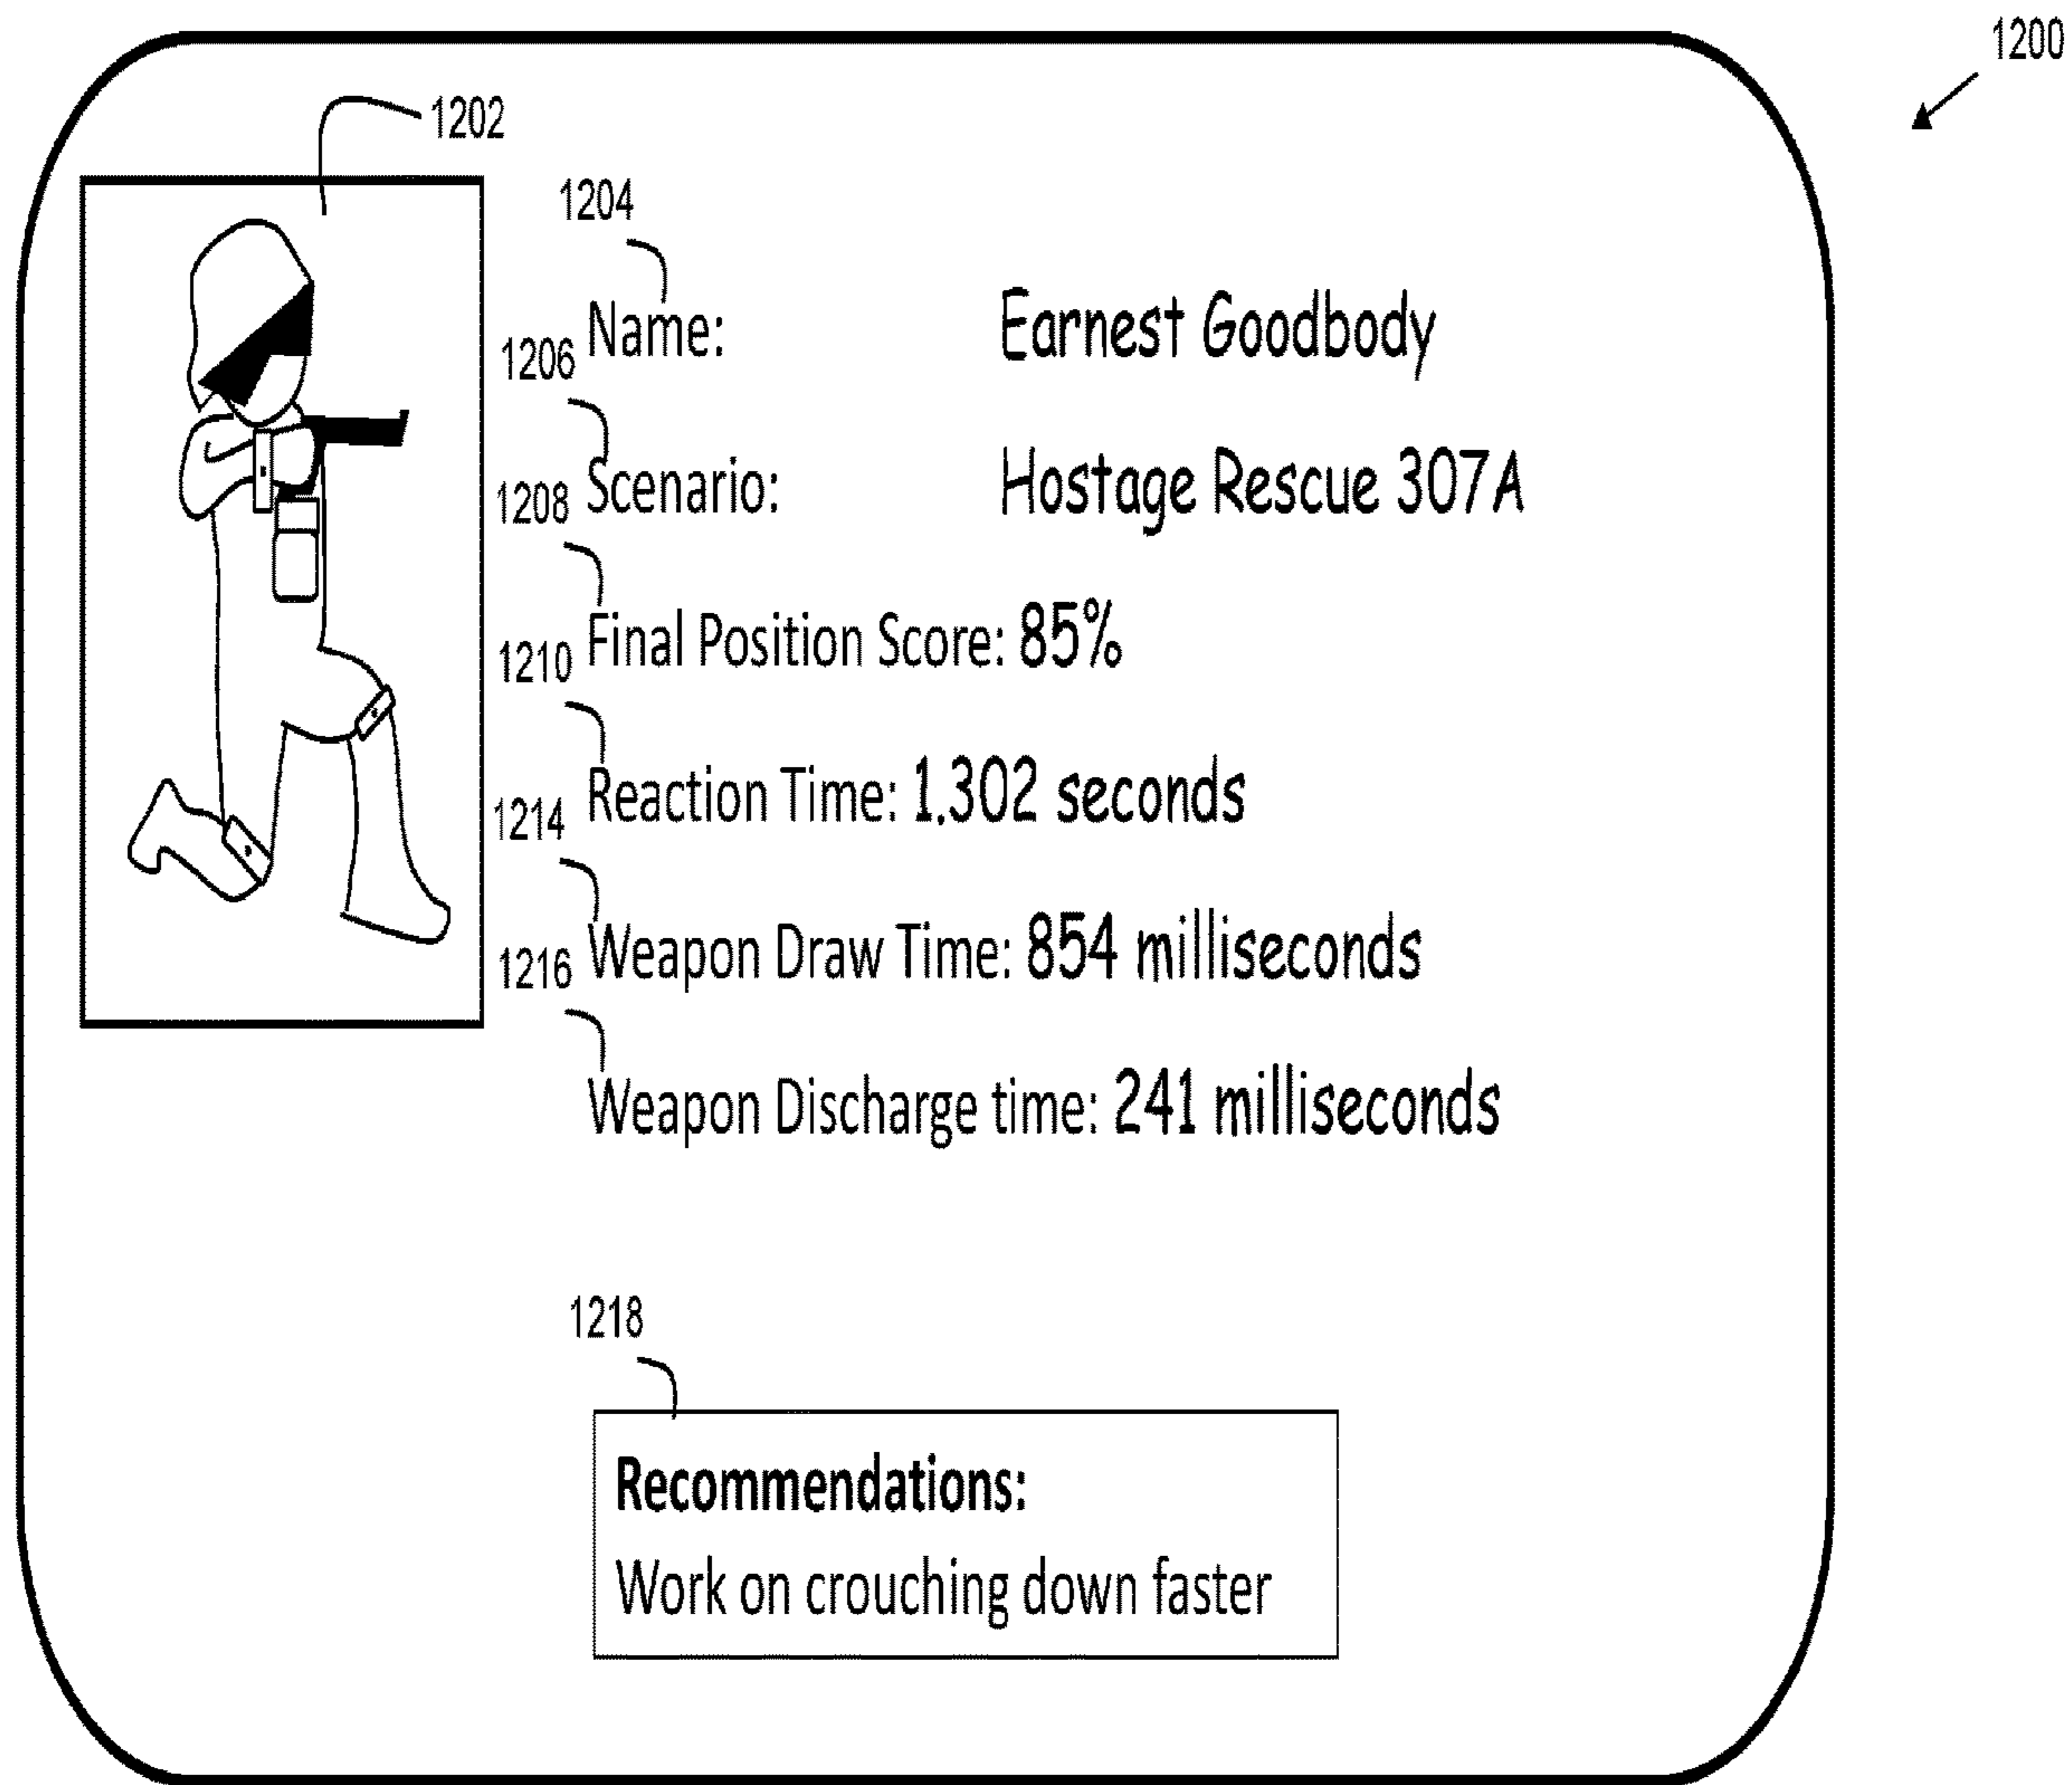 1200
1202
1204
Name: Earnest Goodbody
1206
Scenario: Hostage Rescue 307A
1208
Final Position Score: 85%
1210
Reaction Time: 1.302 seconds
1214
Weapon Draw Time: 854 milliseconds
1216
Weapon Discharge time: 241 milliseconds
1218
Recommendations:
Work on crouching down faster